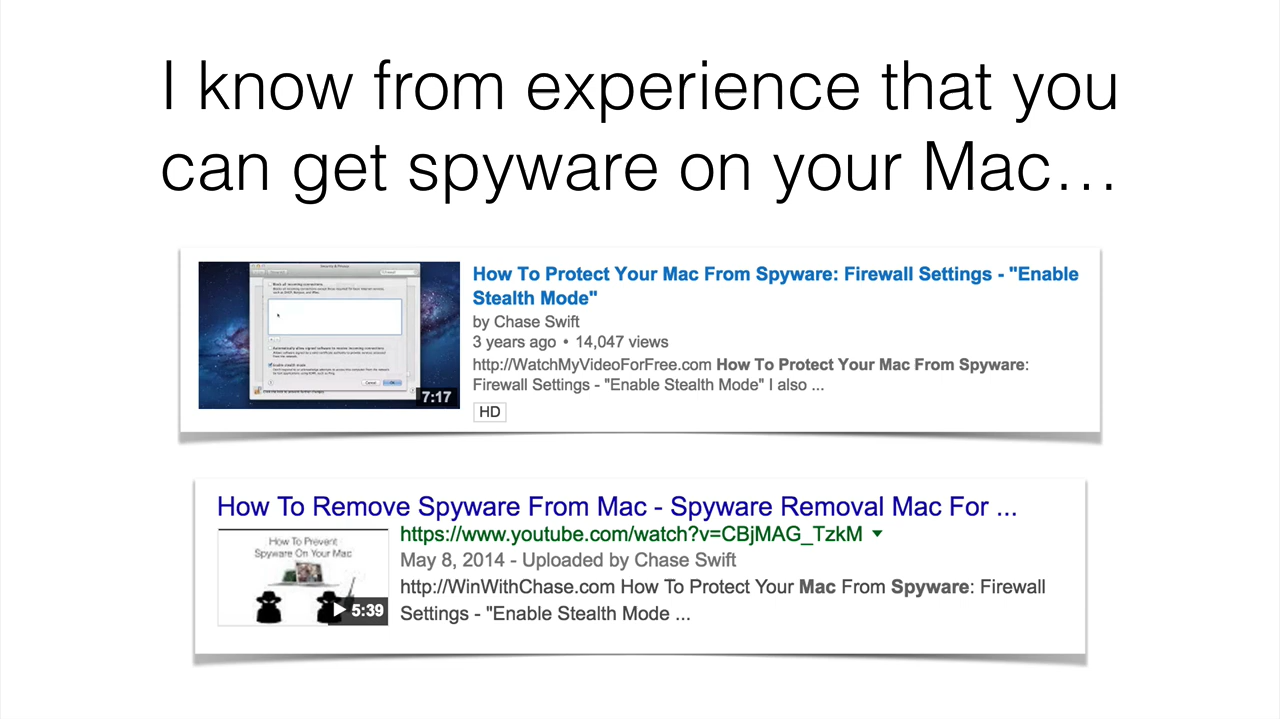 I know from experience that you
can get spyware on your Mac…
How To Protect Your Mac From Spyware: Firewall Settings - "Enable
Stealth Mode"
by Chase Swift
3 years ago • 14,047 views
http://WatchMyVideoForFree.com How To Protect Your Mac From Spyware:
Firewall Settings - "Enable Stealth Mode" I also ...
HD
7:17
How To Remove Spyware From Mac - Spyware Removal Mac For ...
https://www.youtube.com/watch?v=CBjMAG_TzkM
May 8, 2014 - Uploaded by Chase Swift
http://WinWithChase.com How To Protect Your Mac From Spyware: Firewall
Settings - "Enable Stealth Mode ...
How To Prevent
Spyware On Your Mac
5:39